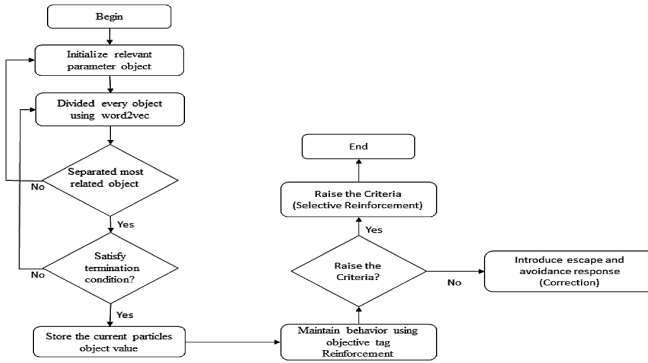 Begin
Initialize relevant
parameter object
Divided every object
using word2vec
Separated most
related object
No
Yes
Satisfy
termination
condition?
No
Yes
Store the current particles
object value
End
Raise the Criteria
(Selective Reinforcement)
Yes
Raise the
Criteria?
No
Introduce escape and
avoidance response
(Correction)
Maintain behavior using
objective tag
Reinforcement